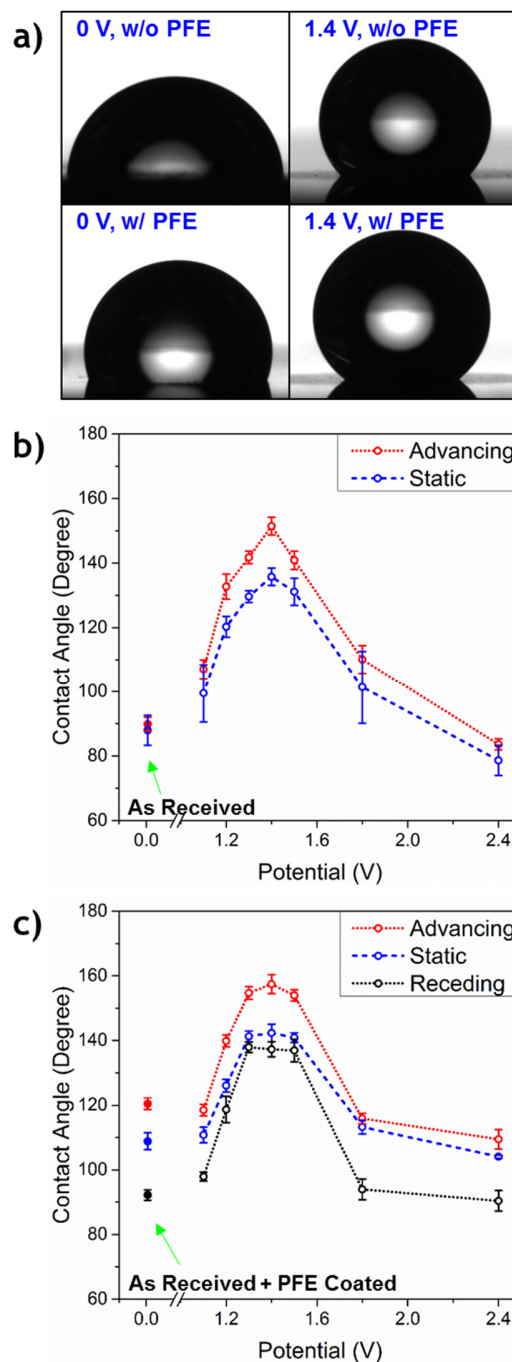 a)
0 V, w/o PFE
1.4 V, w/o PFE
0 V, w/ PFE
1.4 V, w/ PFE
b)
180
160
140
120
100
80
60
Contact Angle (Degree)
Advancing
Static
As Received
0.0
1.2
1.6
2.0
2.4
Potential (V)
c)
180
160
140
120
100
80
60
Contact Angle (Degree)
Advancing
Static
Receding
As Received + PFE Coated
0.0
1.2
1.6
2.0
2.4
Potential (V)